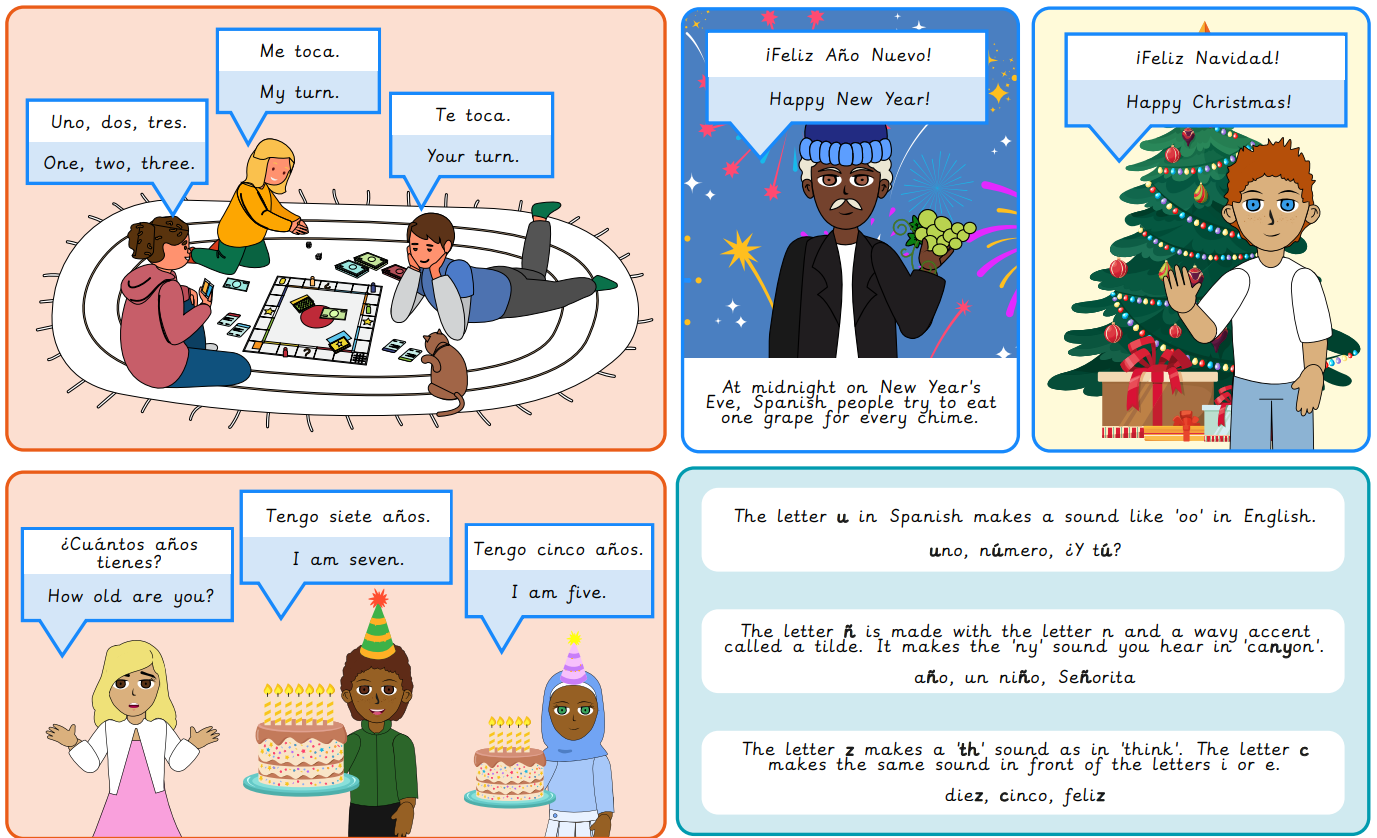 Me toca.
My turn.
Uno, dos, tres.
One, two, three.
Te toca.
Your turn.
¡Feliz Año Nuevo!
Happy New Year!
At midnight on New Year's
Eve, Spanish people try to eat
one grape for every chime.
¡Feliz Navidad!
Happy Christmas!
¿Cuántos años
tienes?
How old are you?
Tengo siete años.
I am seven.
Tengo cinco años.
I am five.
The letter u in Spanish makes a sound like 'oo' in English.
uno, número, ¿Y tú?
The letter ñ is made with the letter n and a wavy accent
called a tilde. It makes the 'ny' sound you hear in 'canyon'.
año, un niño, Señorita
The letter z makes a 'th' sound as in 'think'. The letter c
makes the same sound in front of the letters i or e.
diez, cinco, feliz